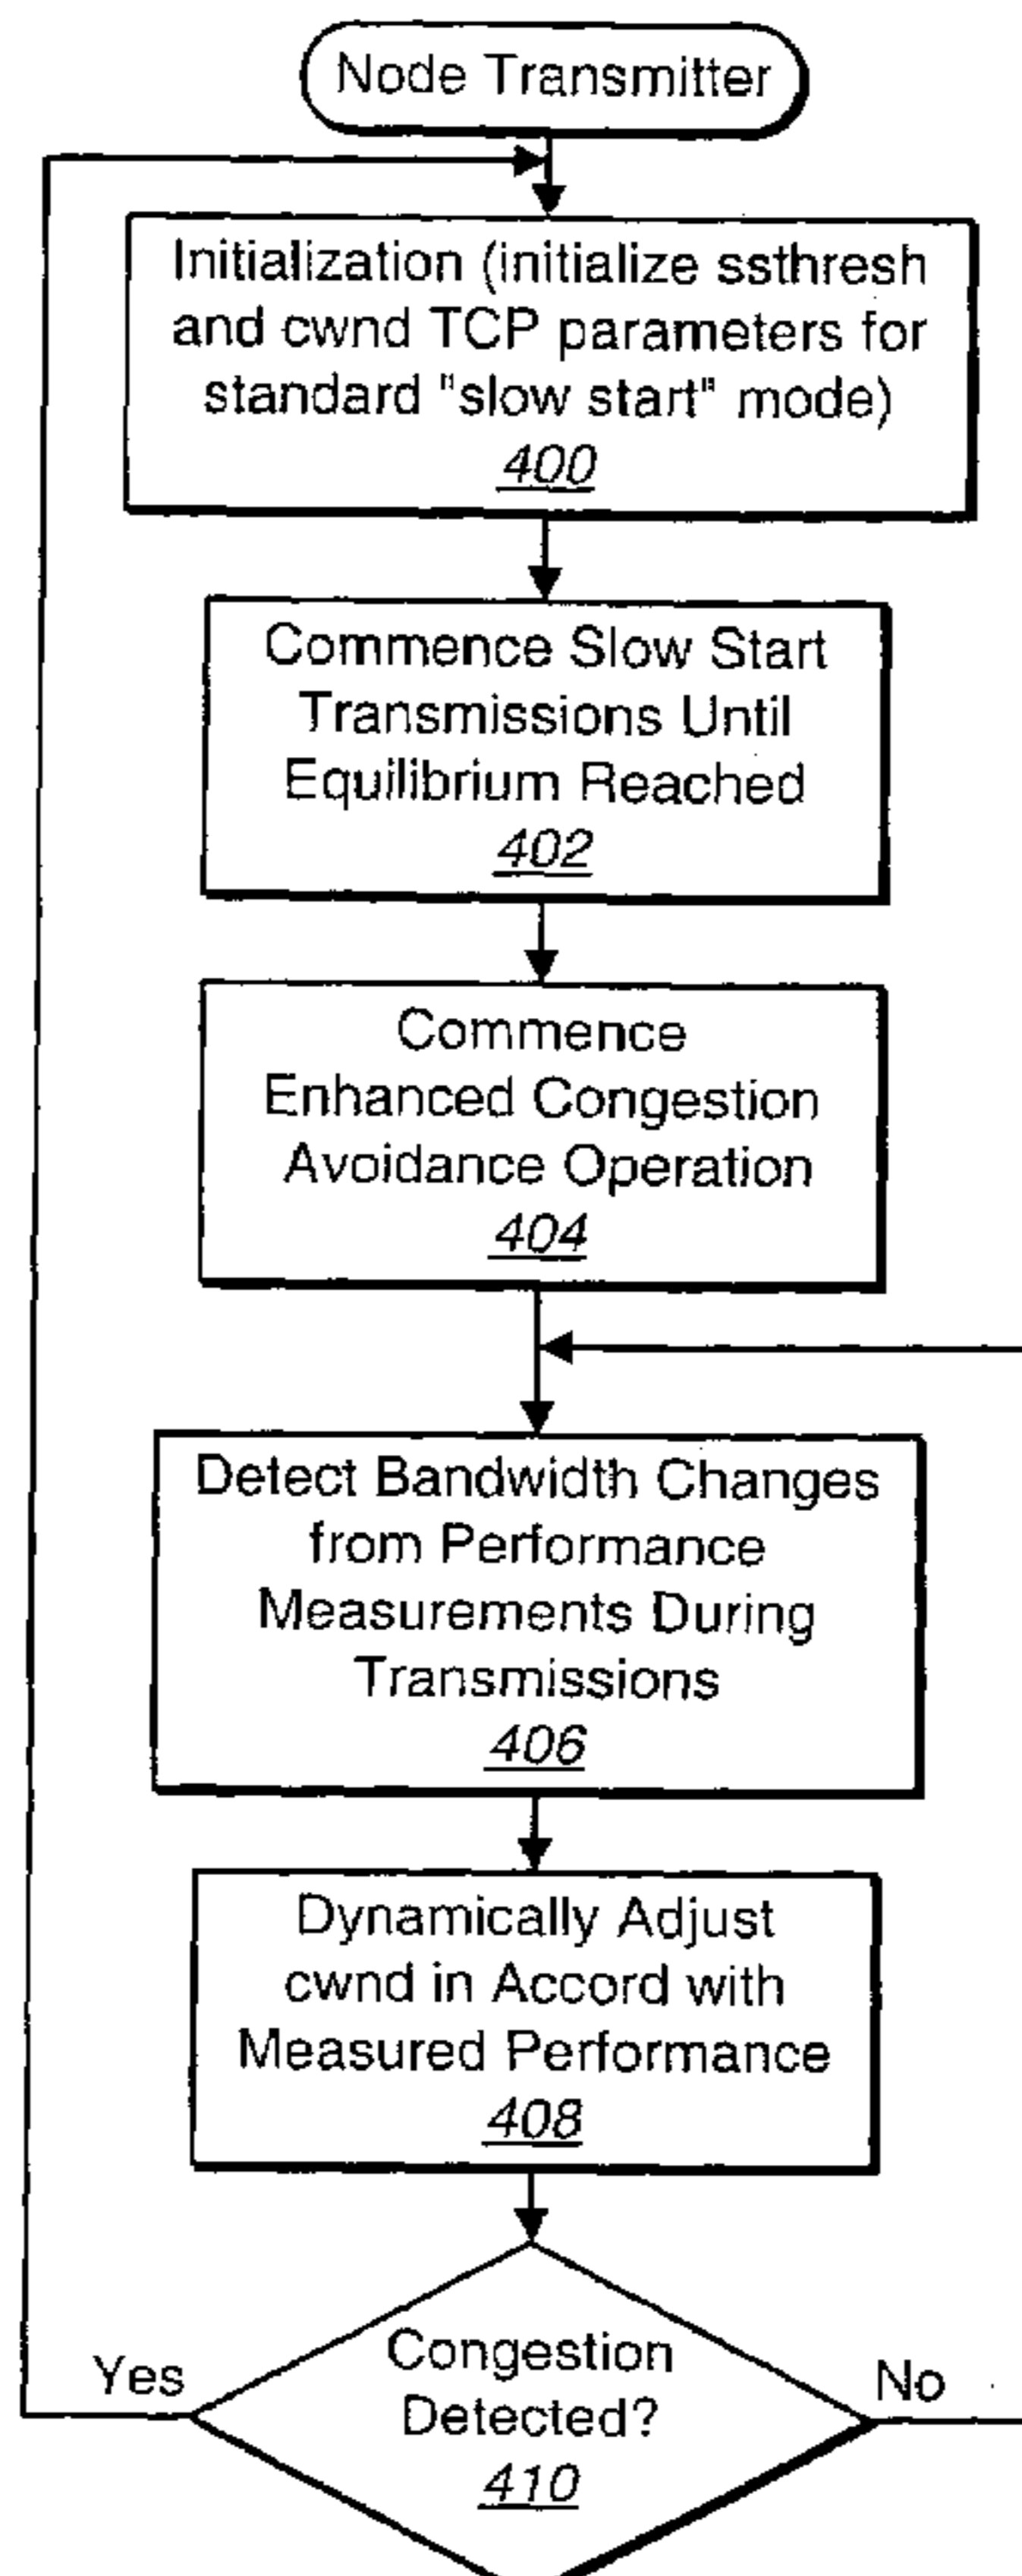 Node Transmitter
Initialization (initialize ssthresh
and cwnd TCP parameters for
standard "slow start" mode)
400
Commence Slow Start
Transmissions Until
Equilibrium Reached
402
Commence
Enhanced Congestion
Avoidance Operation
404
Detect Bandwidth Changes
from Performance
Measurements During
Transmissions
406
Dynamically Adjust
cwnd in Accord with
Measured Performance
408
Congestion
Detected?
410
Yes
No